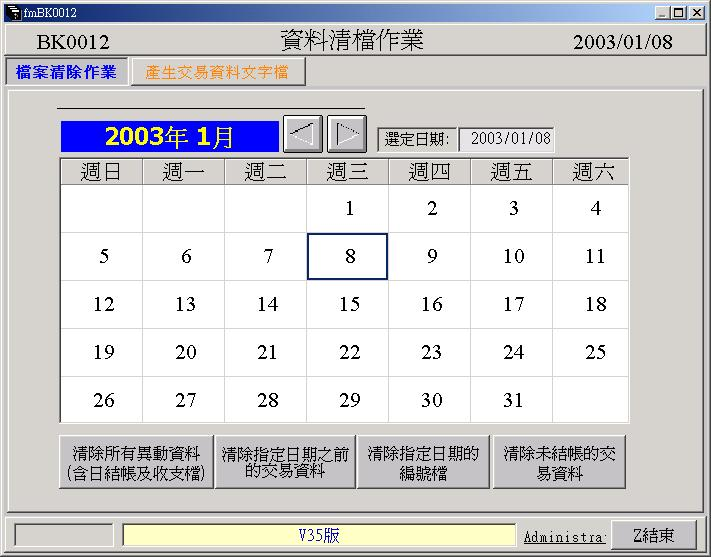 fmBK0012
BK0012 資料清檔作業 2003/01/08
檔案清除作業 產生交易資料文字檔
2003年 1月 選定日期: 2003/01/08
週日 週一 週二 週三 週四 週五 週六
1 2 3 4
5 6 7 8 9 10 11
12 13 14 15 16 17 18
19 20 21 22 23 24 25
26 27 28 29 30 31
清除所有異動資料
(含日結帳及收支檔)
清除指定日期之前
的交易資料
清除指定日期的
編號檔
清除未結帳的交
易資料
V35版 Administra Z結束